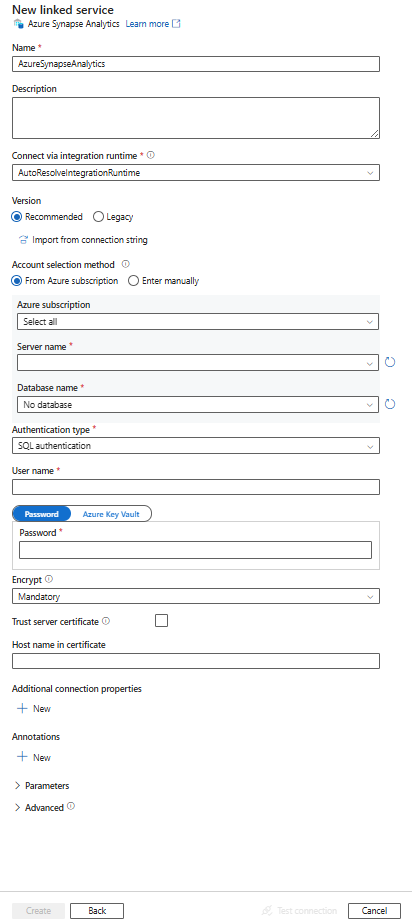 New linked service
Azure Synapse Analytics Learn more
Name *
AzureSynapseAnalytics
Description
Connect via integration runtime *
AutoResolveIntegrationRuntime
Version
Recommended Legacy
Import from connection string
Account selection method
From Azure subscription Enter manually
Azure subscription
Select all
Server name *
Database name *
No database
Authentication type *
SQL authentication
User name *
Password Azure Key Vault
Password *
Encrypt
Mandatory
Trust server certificate
Host name in certificate
Additional connection properties
New
Annotations
New
Parameters
Advanced
Create Back Test connection Cancel